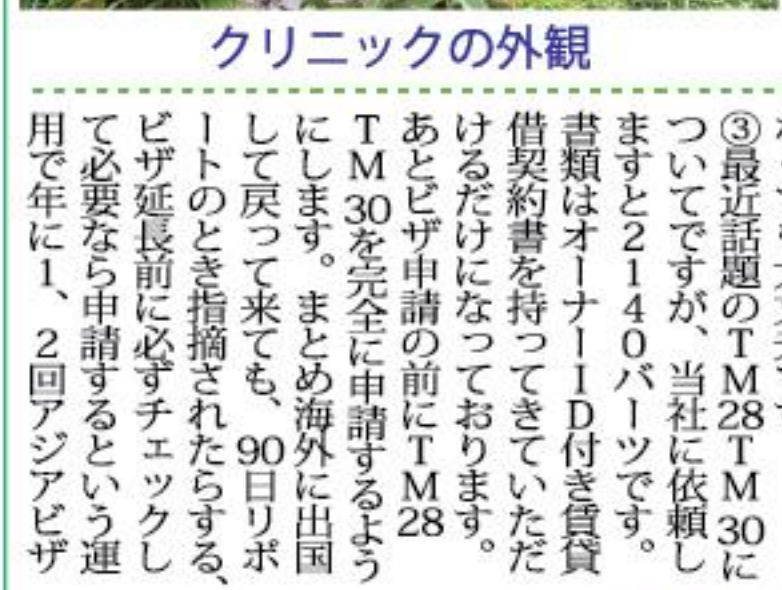 クリニックの外観
③最近話題のTM28TM30に
ついてですが、当社に依頼し
ますと2140バーツです。
書類はオーナーID付き賃貸
借契約書を持ってきていただ
けるだけになっております。
あとビザ申請の前にTM28
TM30を完全に申請するよう
にします。まとめ海外に出国
して戻って来ても、90日リポ
ートのとき指摘されたらする、
ビザ延長前に必ずチェックし
て必要なら申請するという運
用で年に1、2回アジアビザ